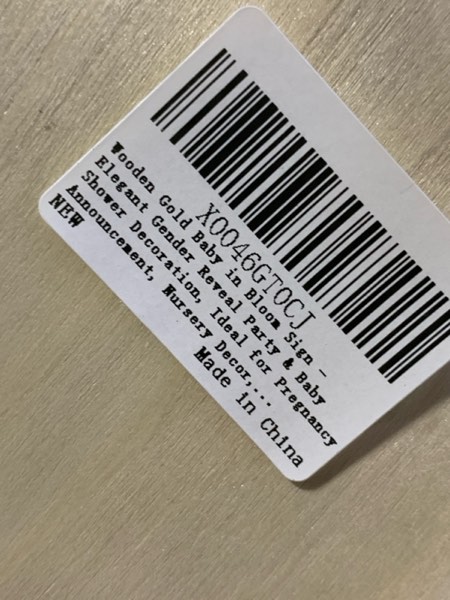 X0046GT0CJ
Wooden Gold Baby in Bloom Sign -
Elegant Gender Reveal Party & Baby
Shower Decoration, Ideal for Pregnancy
Announcement, Nursery Decor,...
NEW
Made in China